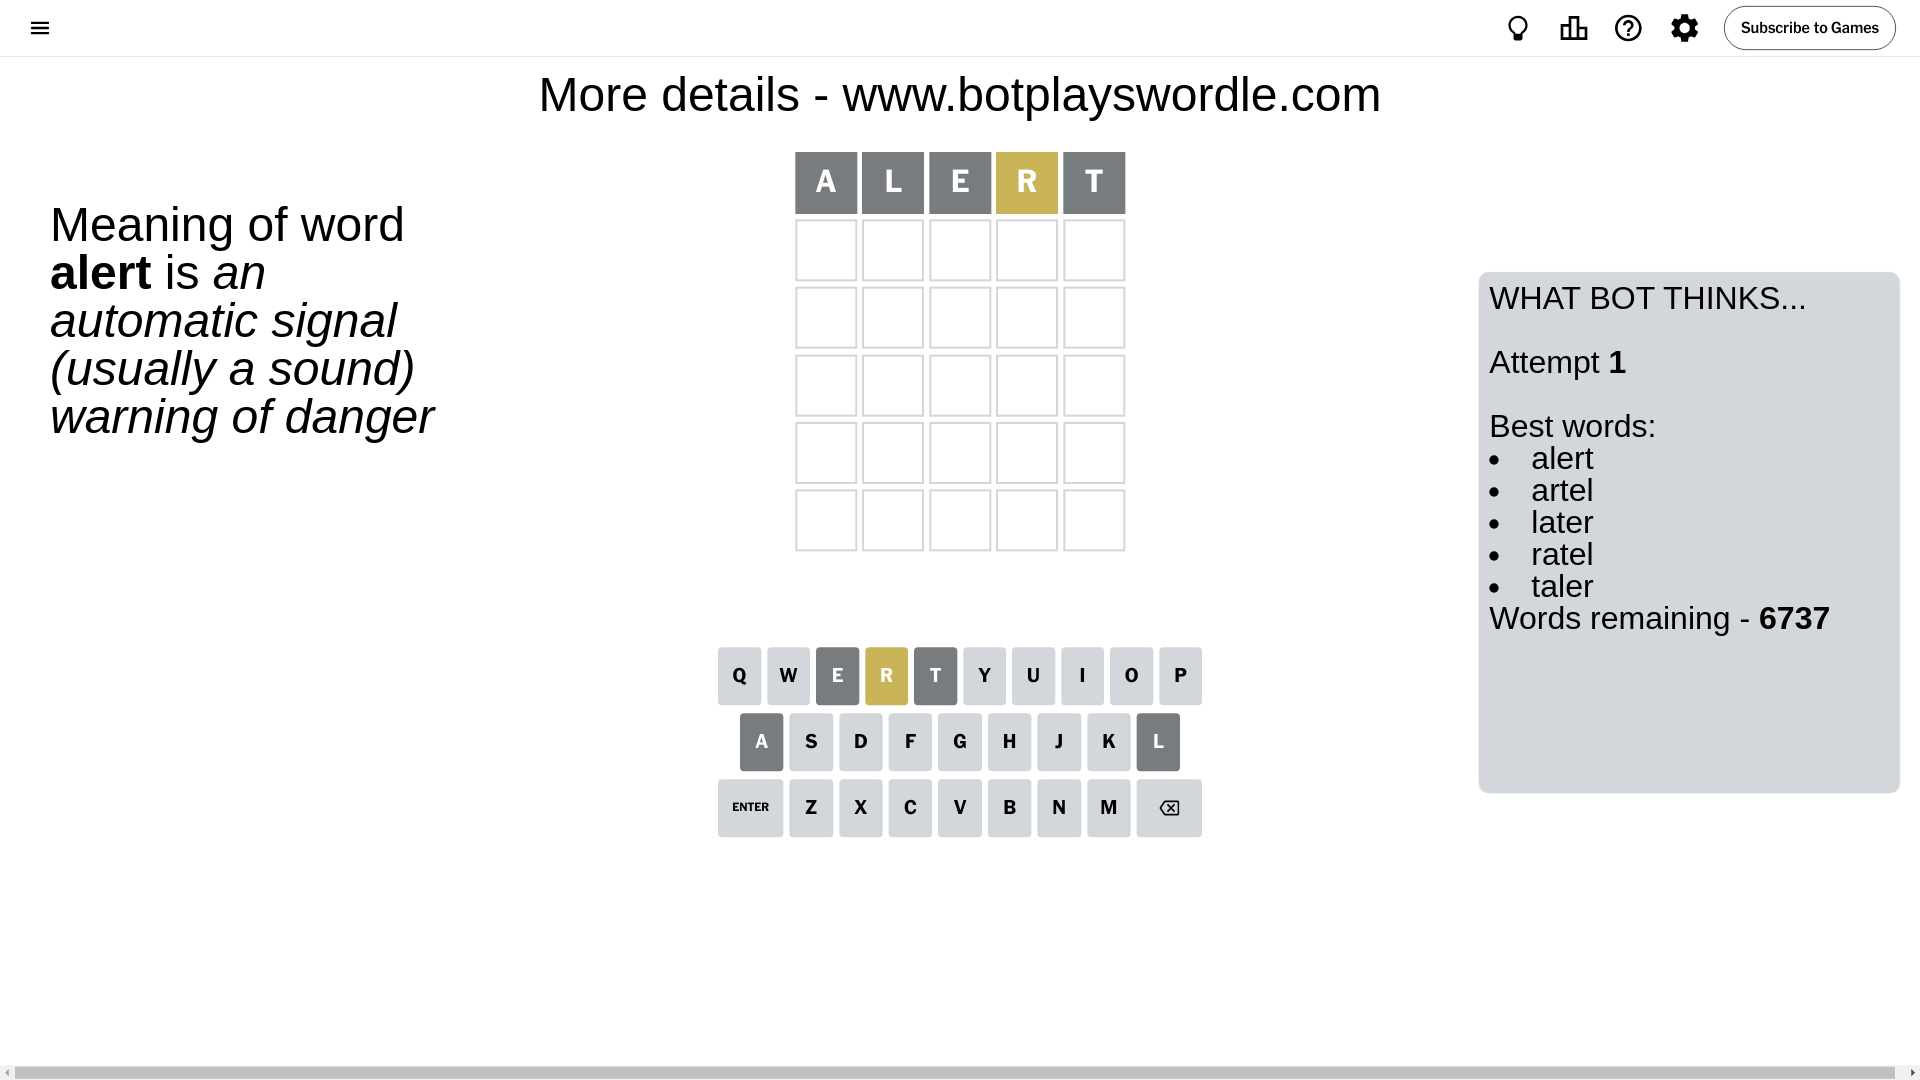 Subscribe to Games
More details - www.botplayswordle.com
Meaning of word
alert is an
automatic signal
(usually a sound)
warning of danger
A L E R T
WHAT BOT THINKS...
Attempt 1
Best words:
• alert
• artel
• later
• ratel
• taler
Words remaining - 6737
Q W E R T Y U I O P
A S D F G H J K L
ENTER Z X C V B N M